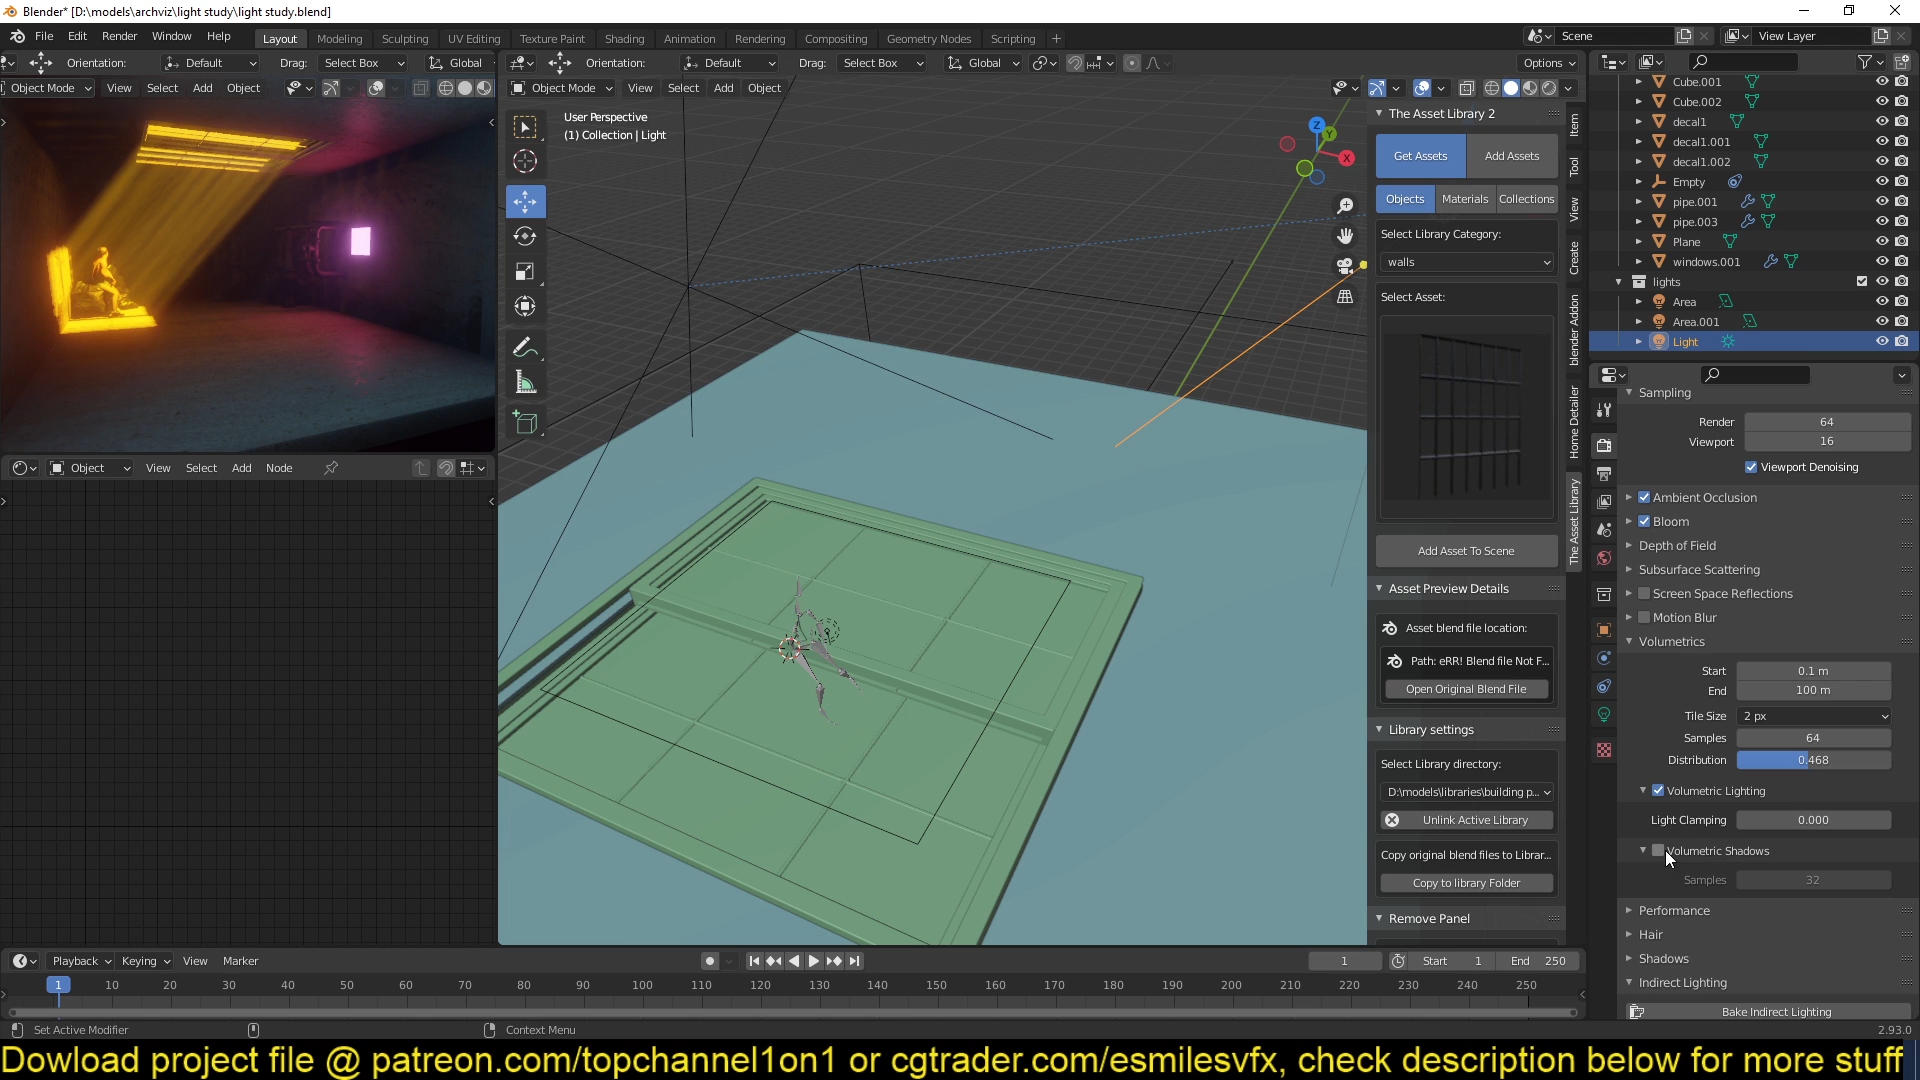 Blender* [D:\models\archviz\light study\light study.blend]
File Edit Render Window Help
Layout Modeling Sculpting UV Editing Texture Paint Shading Animation Rendering Compositing Geometry Nodes Scripting
Scene
View Layer
Orientation: Default Drag: Select Box Global
Orientation: Default Drag: Select Box Global
Options
Object Mode View Select Add Object
Object Mode View Select Add Object
User Perspective
(1) Collection | Light
Z
Y
X
The Asset Library 2
Get Assets Add Assets
Objects Materials Collections
Select Library Category:
walls
Select Asset:
Add Asset To Scene
Asset Preview Details
Asset blend file location:
Path: eRR! Blend file Not F...
Open Original Blend File
Library settings
Select Library directory:
D:\models\libraries\building p...
Unlink Active Library
Copy original blend files to Librar...
Copy to library Folder
Remove Panel
Item
Tool
View
Create
blender Addon
Home Detailer
The Asset Library
Cube.001
Cube.002
decal1
decal1.001
decal1.002
Empty
pipe.001
pipe.003
Plane
windows.001
lights
Area
Area.001
Light
Sampling
Render 64
Viewport 16
Viewport Denoising
Ambient Occlusion
Bloom
Depth of Field
Subsurface Scattering
Screen Space Reflections
Motion Blur
Volumetrics
Start 0.1 m
End 100 m
Tile Size 2 px
Samples 64
Distribution 0.468
Volumetric Lighting
Light Clamping 0.000
Volumetric Shadows
Samples 32
Performance
Hair
Shadows
Indirect Lighting
Bake Indirect Lighting
Object View Select Add Node
Playback Keying View Marker
1 Start 1 End 250
1 10 20 30 40 50 60 70 80 90 100 110 120 130 140 150 160 170 180 190 200 210 220 230 240 250
Set Active Modifier
Context Menu
2.93.0
Dowload project file @ patreon.com/topchannel1on1 or cgtrader.com/esmilesvfx, check description below for more stuff